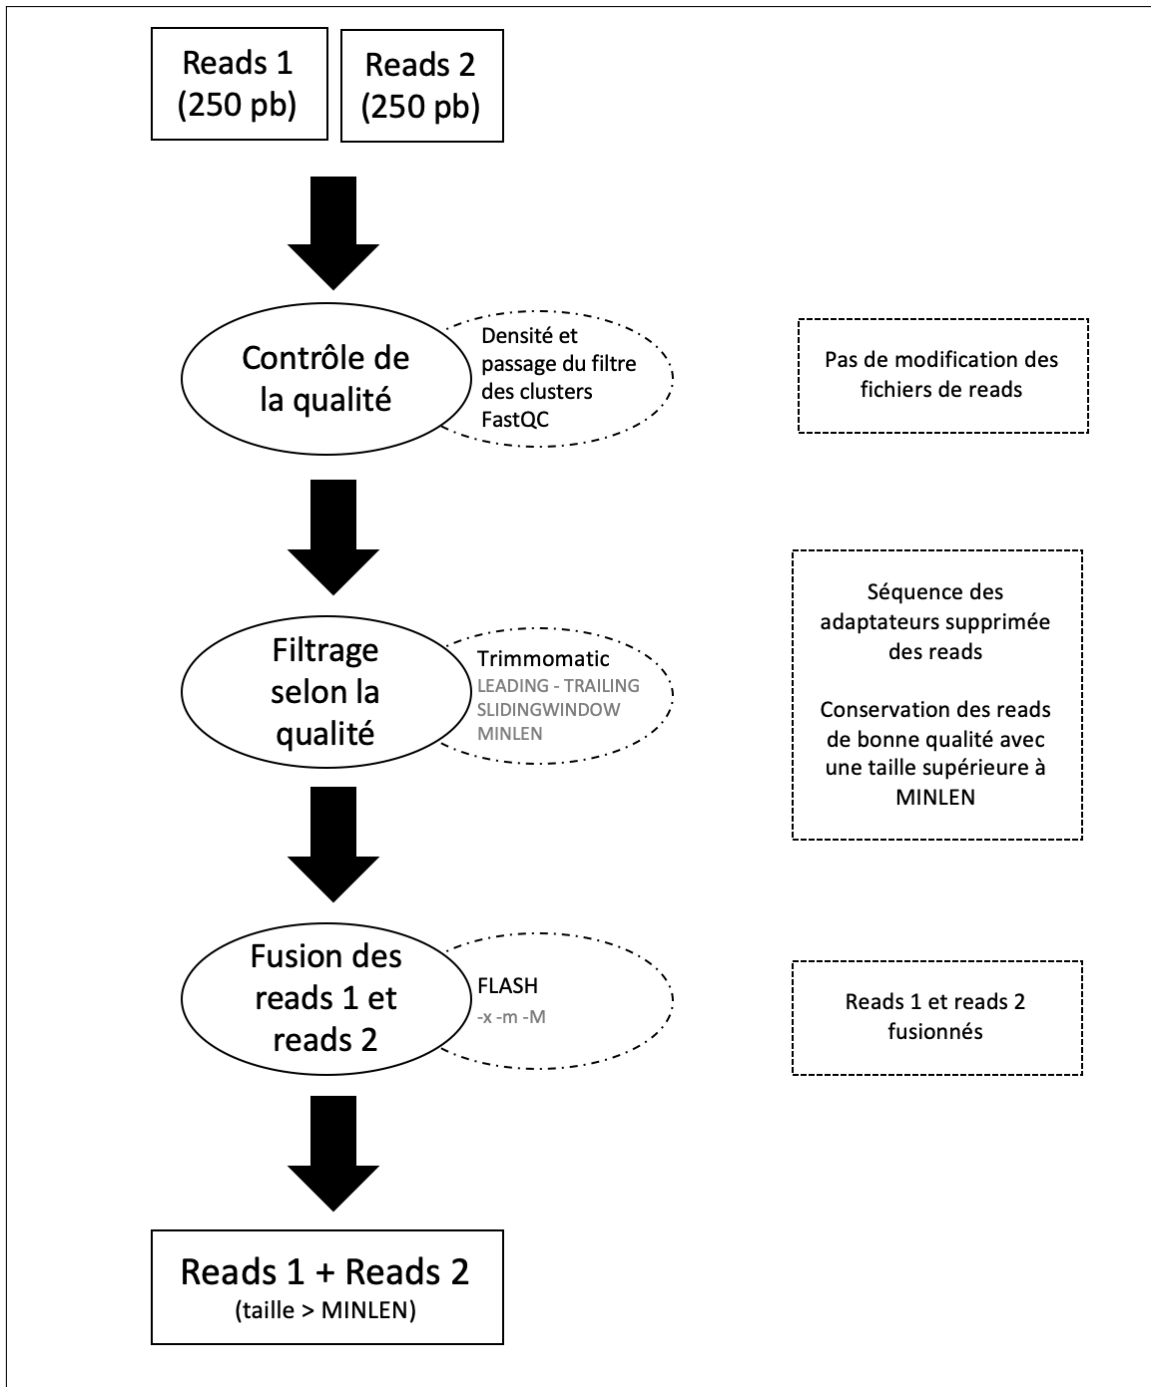 Reads 1
(250 pb)
Reads 2
(250 pb)
Contrôle de
la qualité
Densité et
passage du filtre
des clusters
FastQC
Pas de modification des
fichiers de reads
Filtrage
selon la
qualité
Trimmomatic
LEADING - TRAILING
SLIDINGWINDOW
MINLEN
Séquence des
adaptateurs supprimée
des reads
Conservation des reads
de bonne qualité avec
une taille supérieure à
MINLEN
Fusion des
reads 1 et
reads 2
FLASH
-x -m -M
Reads 1 et reads 2
fusionnés
Reads 1 + Reads 2
(taille > MINLEN)